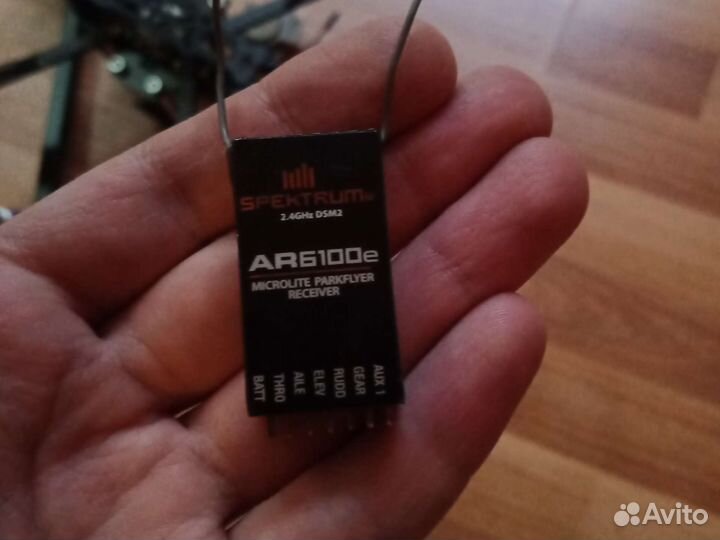 SPEKTRUM
2.4GHz DSM2
AR6100e
MICROLITE PARKFLYER
RECEIVER
BATT
THRO
AILE
ELEV
RUDD
GEAR
AUX 1
Avito